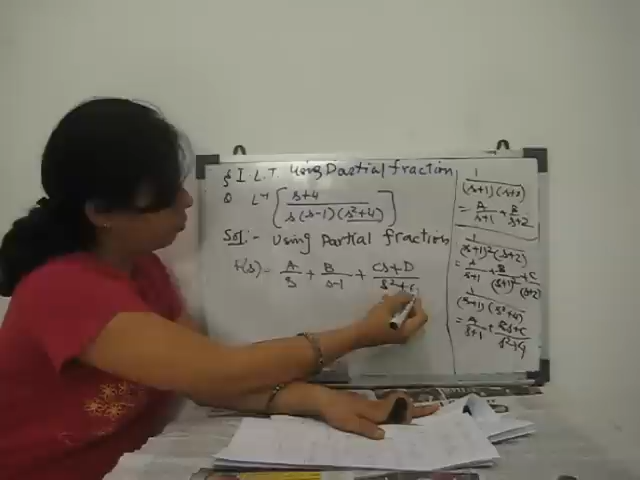 § I.L.T using Partial fraction
Q L⁻¹ [ s+4 / s(s-1)(s²+4) ]
Sol:- Using Partial fraction
F(s) = A/s + B/s-1 + Cs+D/s²+
1/(s+1)(s+2)
= A/s+1 + B/s+2
1/(s+1)²(s+2)
= A/s+1 + B/(s+1)² + C/(s+2)
1/(s+1)(s²+4)
= A/s+1 + Bs+C/s²+4